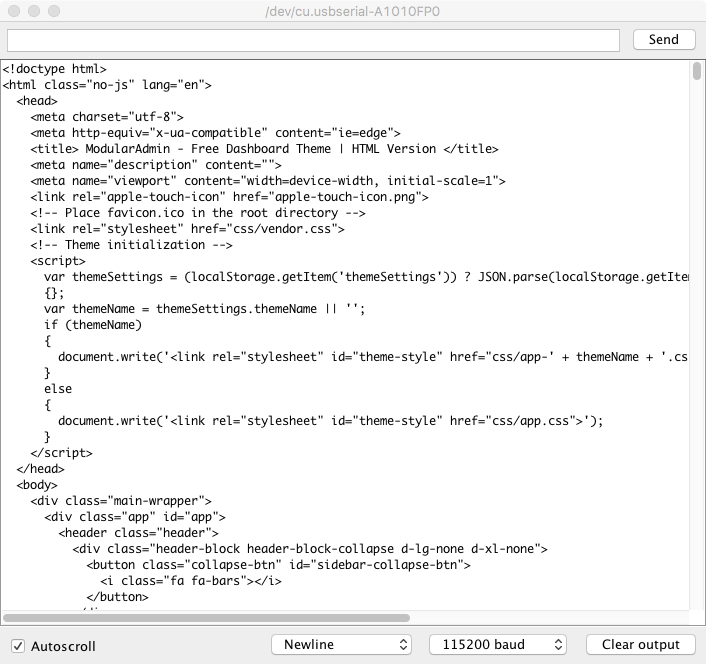 /dev/cu.usbserial-A1010FP0
Send
<!doctype html>
<html class="no-js" lang="en">
<head>
<meta charset="utf-8">
<meta http-equiv="x-ua-compatible" content="ie=edge">
<title> ModularAdmin - Free Dashboard Theme | HTML Version </title>
<meta name="description" content="">
<meta name="viewport" content="width=device-width, initial-scale=1">
<link rel="apple-touch-icon" href="apple-touch-icon.png">
<!-- Place favicon.ico in the root directory -->
<link rel="stylesheet" href="css/vendor.css">
<!-- Theme initialization -->
<script>
var themeSettings = (localStorage.getItem('themeSettings')) ? JSON.parse(localStorage.getIte
{};
var themeName = themeSettings.themeName || '';
if (themeName)
{
document.write('<link rel="stylesheet" id="theme-style" href="css/app-' + themeName + '.cs
}
else
{
document.write('<link rel="stylesheet" id="theme-style" href="css/app.css">');
}
</script>
</head>
<body>
<div class="main-wrapper">
<div class="app" id="app">
<header class="header">
<div class="header-block header-block-collapse d-lg-none d-xl-none">
<button class="collapse-btn" id="sidebar-collapse-btn">
<i class="fa fa-bars"></i>
</button>
Autoscroll
Newline
115200 baud
Clear output